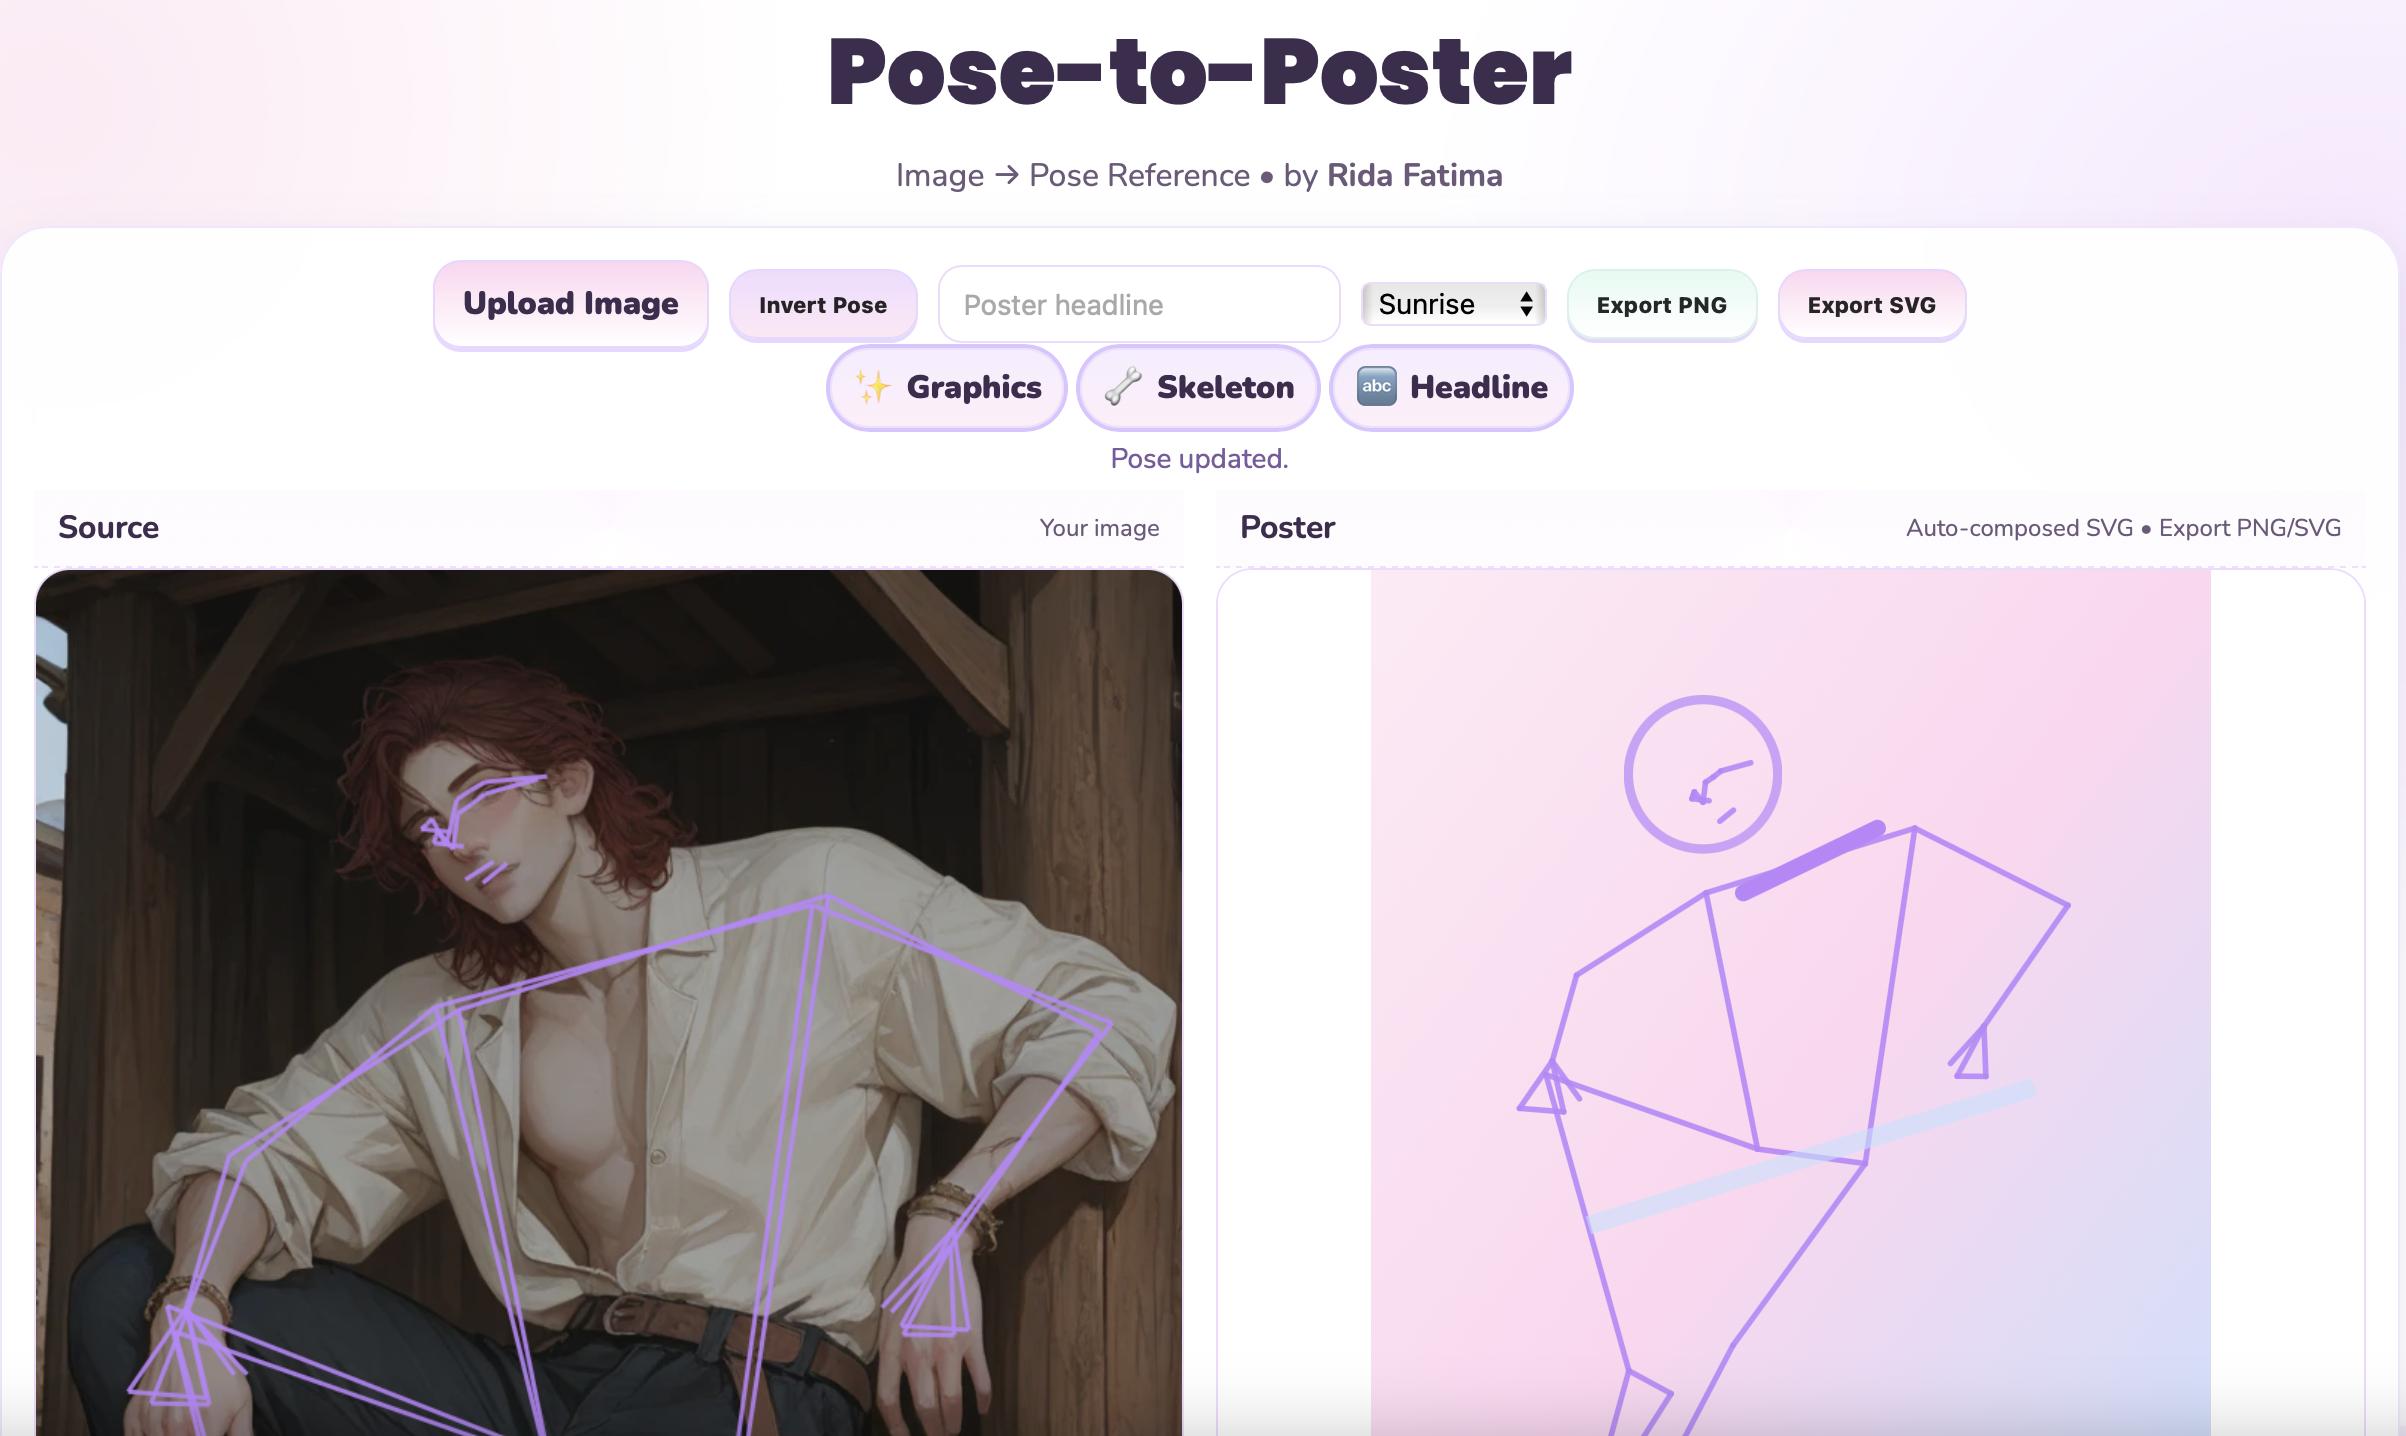 Pose-to-Poster
Image → Pose Reference • by Rida Fatima
Upload Image
Invert Pose
Poster headline
Sunrise
Export PNG
Export SVG
✨ Graphics
🦴 Skeleton
🔤 Headline
Pose updated.
Source
Your image
Poster
Auto-composed SVG • Export PNG/SVG